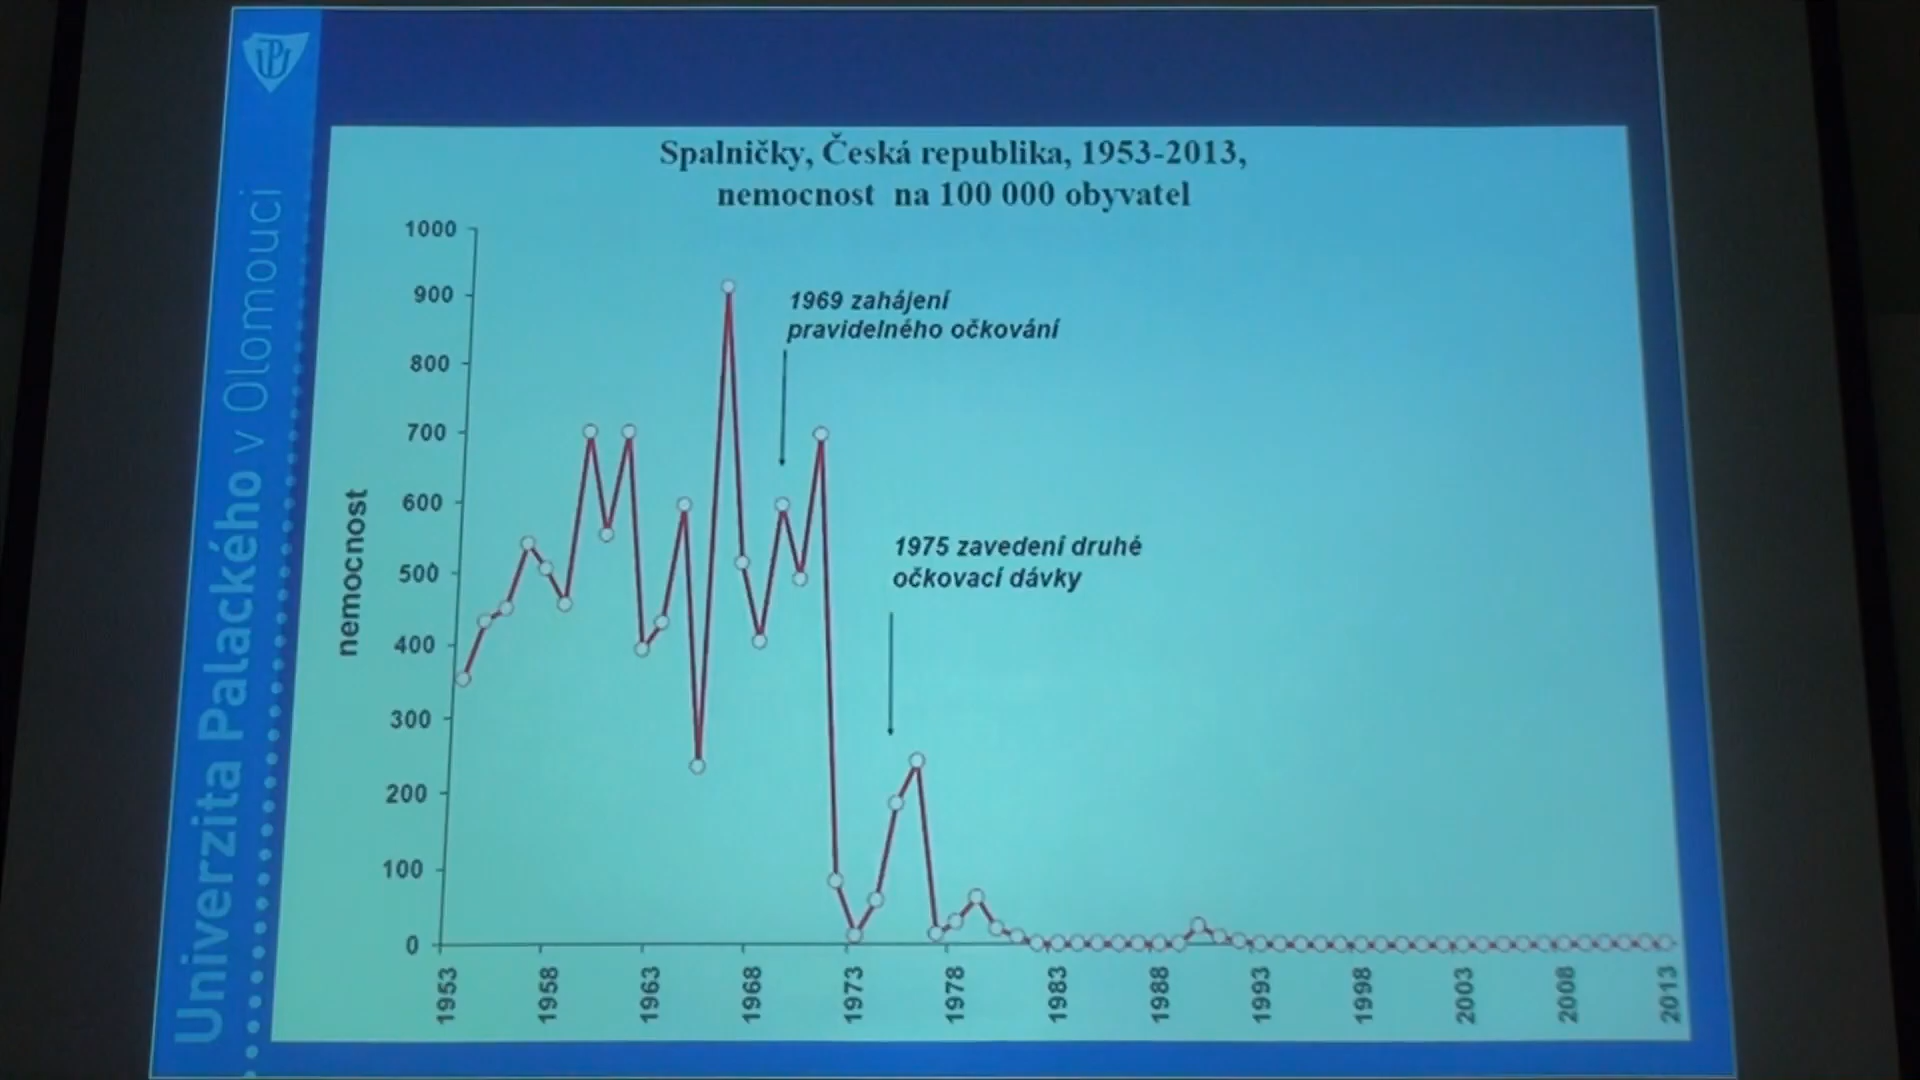 UP
Univerzita Palackého v Olomouci
Spalničky, Česká republika, 1953-2013,
nemocnost na 100 000 obyvatel
1000
900
800
700
600
500
400
300
200
100
0
nemocnost
1969 zahájení
pravidelného očkování
1975 zavedení druhé
očkovací dávky
1953
1958
1963
1968
1973
1978
1983
1988
1993
1998
2003
2008
2013